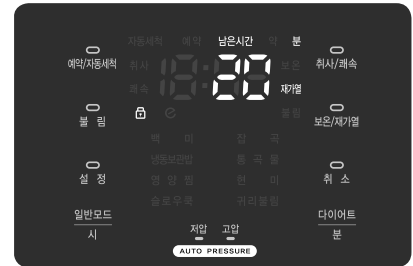 자동세척 예약 남은시간 약 분
예약/자동세척 취사 18:20 보온 취사/쾌속
쾌속 재가열
불림 불림 보온/재가열
백미 잡곡
냉동보관밥 통곡물
설정 영양찜 현미 취소
슬로우쿡 귀리불림
일반모드 다이어트
시 저압 고압 분
AUTO PRESSURE